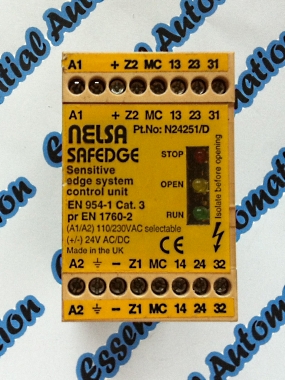 A1 + Z2 MC 13 23 31
A1 + Z2 MC 13 23 31
NELSA Pt.No: N24251/D
SAFEDGE
Sensitive
edge system
control unit
EN 954-1 Cat. 3
pr EN 1760-2
(A1/A2) 110/230VAC selectable
(+/-) 24V AC/DC
Made in the UK
STOP
OPEN
RUN
Isolate before opening
CE
A2 ⏚ - Z1 MC 14 24 32
A2 ⏚ - Z1 MC 14 24 32
Essential Automation